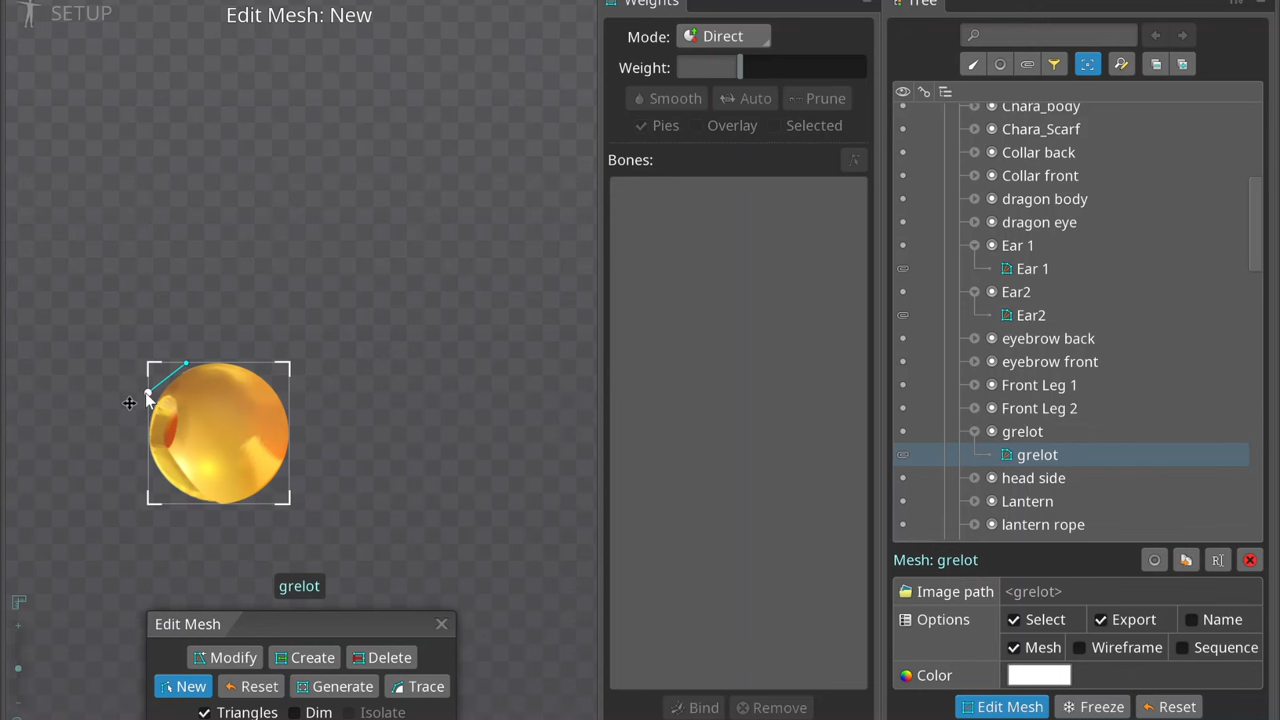 SETUP
Edit Mesh: New
grelot
Edit Mesh
Modify
Create
Delete
New
Reset
Generate
Trace
Triangles
Dim
Isolate
Weights
Mode:
Direct
Weight:
Smooth
Auto
Prune
Pies
Overlay
Selected
Bones:
Bind
Remove
Tree
Chara_body
Chara_Scarf
Collar back
Collar front
dragon body
dragon eye
Ear 1
Ear 1
Ear2
Ear2
eyebrow back
eyebrow front
Front Leg 1
Front Leg 2
grelot
grelot
head side
Lantern
lantern rope
Mesh: grelot
Image path
<grelot>
Options
Select
Export
Name
Mesh
Wireframe
Sequence
Color
Edit Mesh
Freeze
Reset